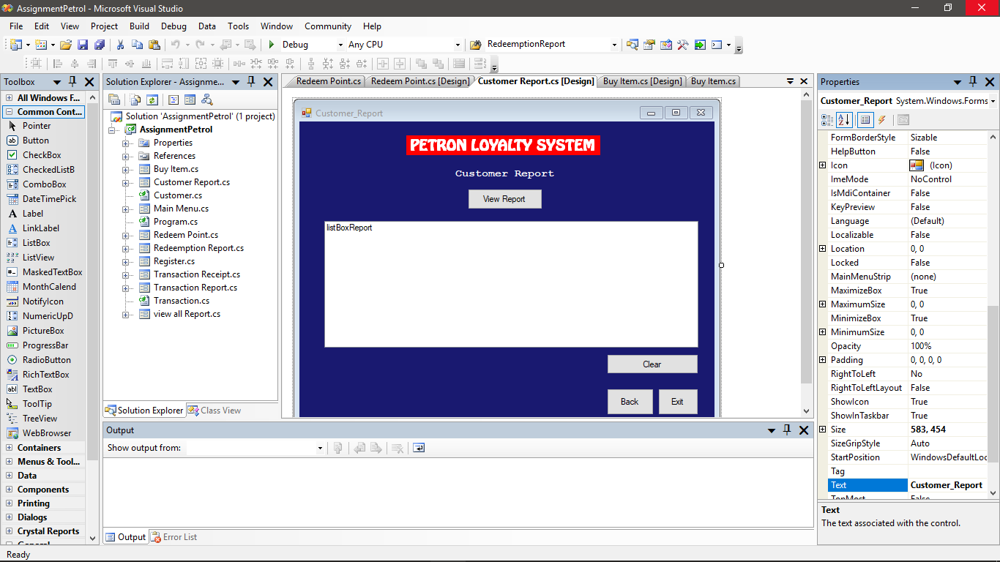 AssignmentPetrol - Microsoft Visual Studio
File Edit View Project Build Debug Data Tools Window Community Help
Debug Any CPU RedeemptionReport
Toolbox
All Windows F...
Common Cont...
Pointer
Button
CheckBox
CheckedListB
ComboBox
DateTimePick
Label
LinkLabel
ListBox
ListView
MaskedTextBox
MonthCalend
NotifyIcon
NumericUpD
PictureBox
ProgressBar
RadioButton
RichTextBox
TextBox
ToolTip
TreeView
WebBrowser
Containers
Menus & Tool...
Data
Components
Printing
Dialogs
Crystal Reports
General
Solution Explorer - Assignme...
Solution 'AssignmentPetrol' (1 project)
AssignmentPetrol
Properties
References
Buy Item.cs
Customer Report.cs
Customer.cs
Main Menu.cs
Program.cs
Redeem Point.cs
Redeemption Report.cs
Register.cs
Transaction Receipt.cs
Transaction Report.cs
Transaction.cs
view all Report.cs
Solution Explorer Class View
Redeem Point.cs Redeem Point.cs [Design] Customer Report.cs [Design] Buy Item.cs [Design] Buy Item.cs
Customer_Report
PETRON LOYALTY SYSTEM
Customer Report
View Report
listBoxReport
Clear
Back Exit
Output
Show output from:
Output Error List
Properties
Customer_Report System.Windows.Forms
FormBorderStyle Sizable
HelpButton False
Icon (Icon)
ImeMode NoControl
IsMdiContainer False
KeyPreview False
Language (Default)
Localizable False
Location 0, 0
Locked False
MainMenuStrip (none)
MaximizeBox True
MaximumSize 0, 0
MinimizeBox True
MinimumSize 0, 0
Opacity 100%
Padding 0, 0, 0, 0
RightToLeft No
RightToLeftLayout False
ShowIcon True
ShowInTaskbar True
Size 583, 454
SizeGripStyle Auto
StartPosition WindowsDefaultLoc
Tag
Text Customer_Report
TopMost False
Text
The text associated with the control.
Ready